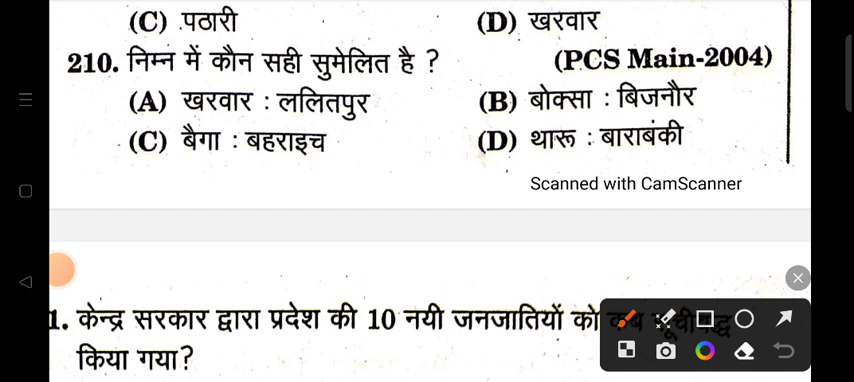 (C) पठारी (D) खरवार
210. निम्न में कौन सही सुमेलित है ? (PCS Main-2004)
(A) खरवार : ललितपुर (B) बोक्सा : बिजनौर
(C) बैगा : बहराइच (D) थारू : बाराबंकी
Scanned with CamScanner
1. केन्द्र सरकार द्वारा प्रदेश की 10 नयी जनजातियों को
किया गया?